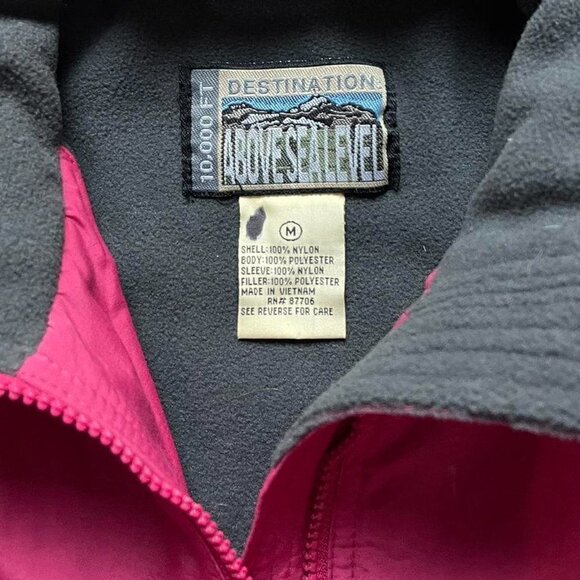 10,000 FT
DESTINATION
ABOVESEALEVEL
M
SHELL:100% NYLON
BODY:100% POLYESTER
SLEEVE:100% NYLON
FILLER:100% POLYESTER
MADE IN VIETNAM
RN# 87706
SEE REVERSE FOR CARE